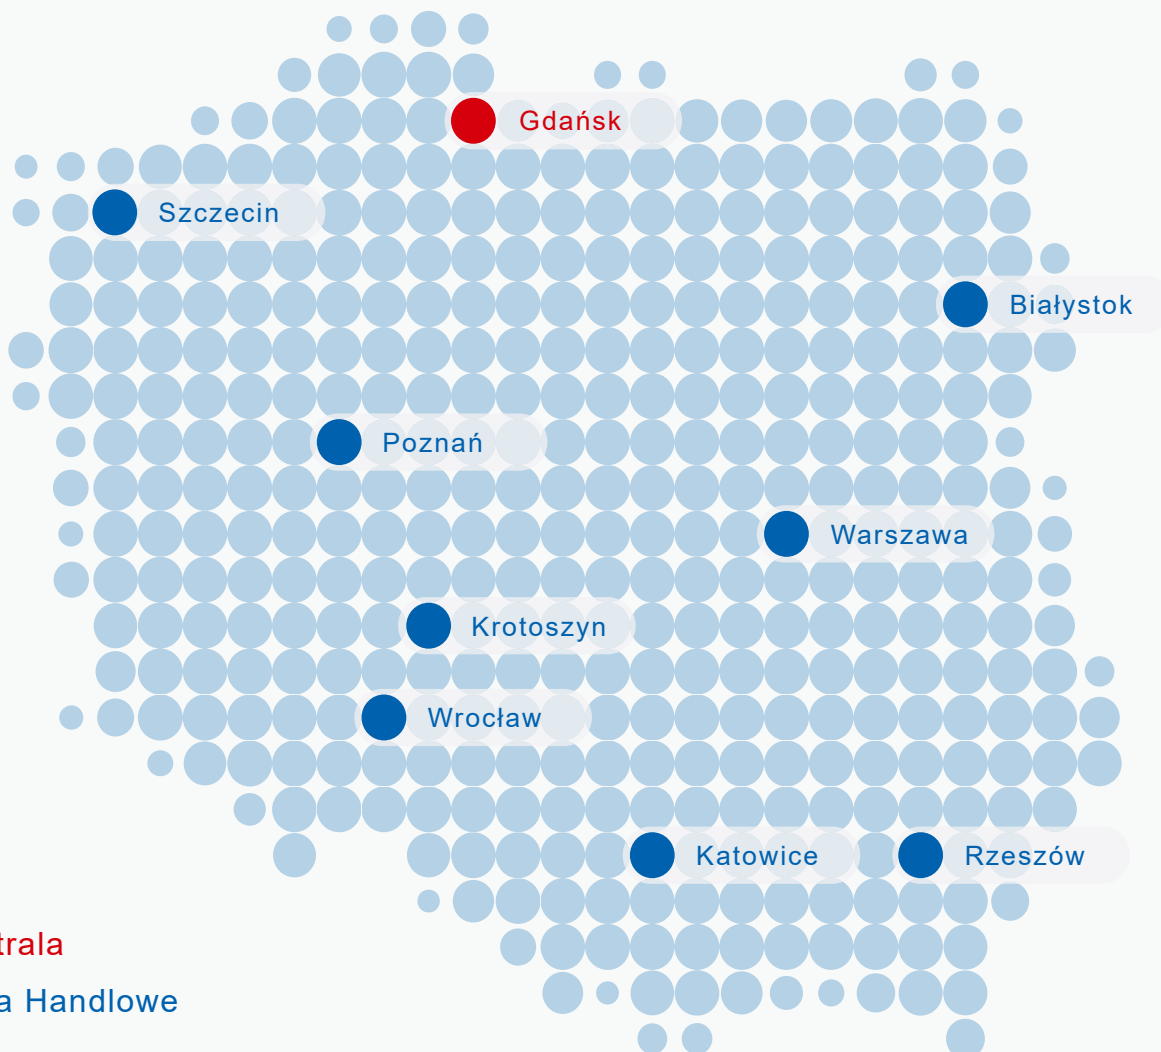 Gdańsk
Szczecin
Białystok
Poznań
Warszawa
Krotoszyn
Wrocław
Katowice
Rzeszów
trala
a Handlowe